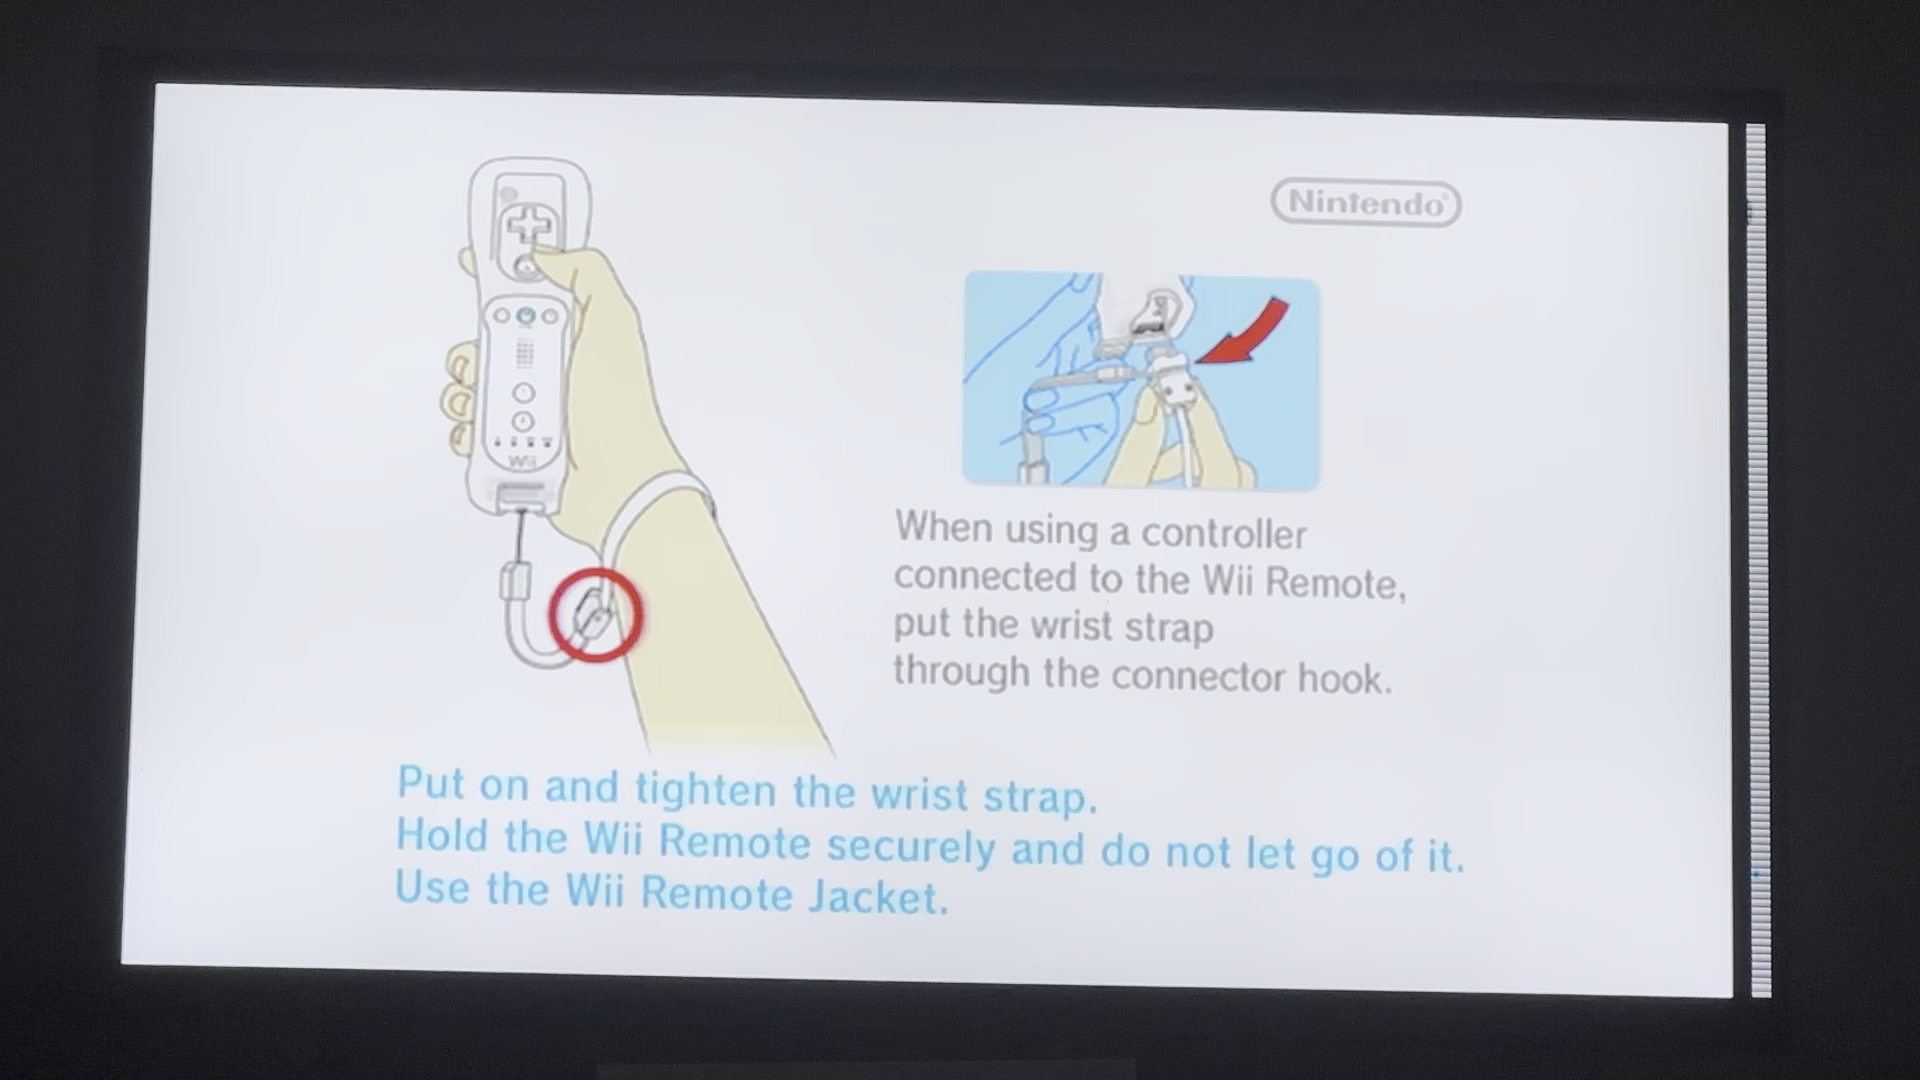 Nintendo®
Wii
When using a controller
connected to the Wii Remote,
put the wrist strap
through the connector hook.
Put on and tighten the wrist strap.
Hold the Wii Remote securely and do not let go of it.
Use the Wii Remote Jacket.